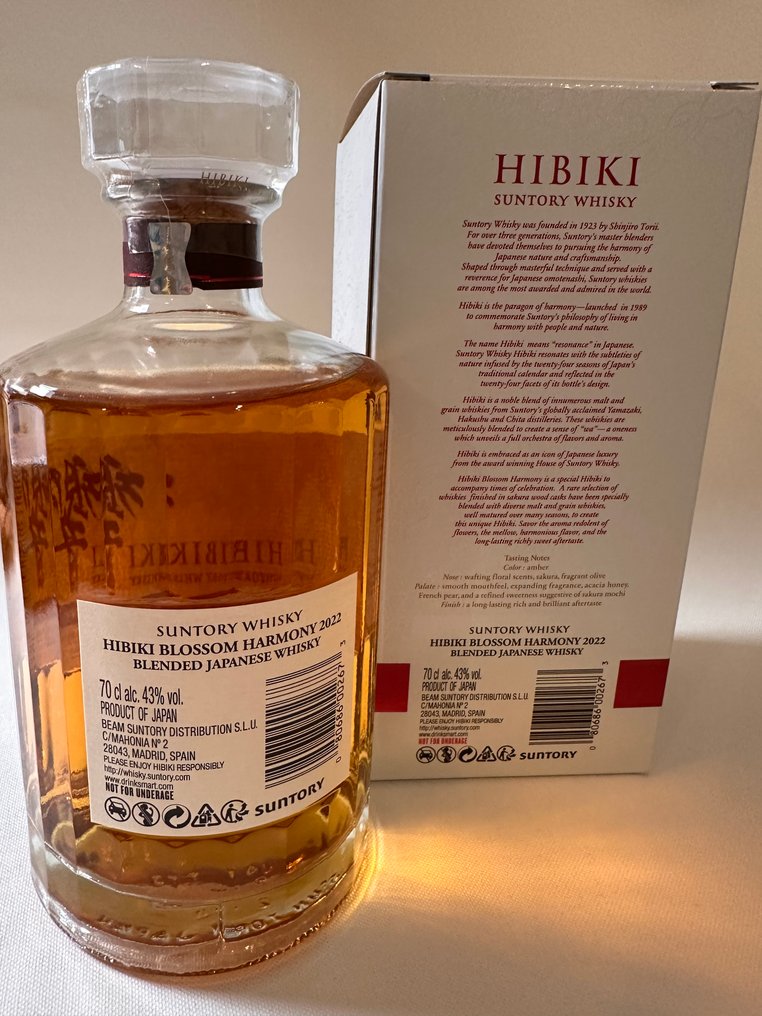 HIBIKI
HIBIKI
SUNTORY WHISKY
Suntory Whisky was founded in 1923 by Shinjiro Torii.
For over three generations, Suntory's master blenders
have devoted themselves to pursuing the harmony of
Japanese nature and craftsmanship.
Shaped through masterful technique and served with a
reverence for Japanese omotenashi, Suntory whiskies
are among the most awarded and admired in the world.
Hibiki is the paragon of harmony—launched in 1989
to commemorate Suntory's philosophy of living in
harmony with people and nature.
The name Hibiki means "resonance" in Japanese.
Suntory Whisky Hibiki resonates with the subtleties of
nature infused by the twenty-four seasons of Japan's
traditional calendar and reflected in the
twenty-four facets of its bottle's design.
Hibiki is a noble blend of innumerous malt and
grain whiskies from Suntory's globally acclaimed Yamazaki,
Hakushu and Chita distilleries. These whiskies are
meticulously blended to create a sense of "wa"— a oneness
which unveils a full orchestra of flavors and aroma.
Hibiki is embraced as an icon of Japanese luxury
from the award winning House of Suntory Whisky.
Hibiki Blossom Harmony is a special Hibiki to
accompany times of celebration. A rare selection of
whiskies finished in sakura wood casks have been specially
blended with diverse malt and grain whiskies,
well matured over many seasons, to create
this unique Hibiki. Savor the aroma redolent of
flowers, the mellow, harmonious flavor, and the
long-lasting richly sweet aftertaste.
Tasting Notes
Color : amber
Nose : wafting floral scents, sakura, fragrant olive
Palate : smooth mouthfeel, expanding fragrance, acacia honey,
French pear, and a refined sweetness suggestive of sakura mochi
Finish : a long-lasting rich and brilliant aftertaste
SUNTORY WHISKY
HIBIKI BLOSSOM HARMONY 2022
BLENDED JAPANESE WHISKY
70 cl alc. 43% vol.
PRODUCT OF JAPAN
BEAM SUNTORY DISTRIBUTION S.L.U.
C/MAHONIA Nº 2
28043, MADRID, SPAIN
PLEASE ENJOY HIBIKI RESPONSIBLY
http://whisky.suntory.com
www.drinksmart.com
NOT FOR UNDERAGE
SUNTORY
0 80686 00267 3
SUNTORY WHISKY
HIBIKI BLOSSOM HARMONY 2022
BLENDED JAPANESE WHISKY
70 cl alc. 43% vol.
PRODUCT OF JAPAN
BEAM SUNTORY DISTRIBUTION S.L.U.
C/MAHONIA Nº 2
28043, MADRID, SPAIN
PLEASE ENJOY HIBIKI RESPONSIBLY
http://whisky.suntory.com
www.drinksmart.com
NOT FOR UNDERAGE
SUNTORY
0 80686 00267 3